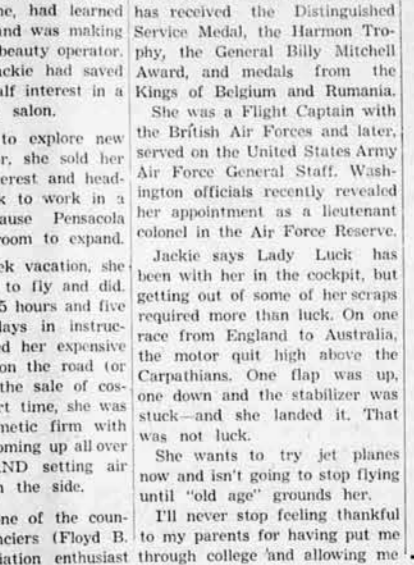 ne, had learned
and was making
beauty operator.
ackie had saved
alf interest in a
salon.
to explore new
r, she sold her
erest and head-
k to work in a
ause Pensacola
room to expand.
ek vacation, she
to fly and did.
5 hours and five
lays in instruc-
ed her expensive
on the road (or
the sale of cos-
rt time, she was
metic firm with
oming up all over
AND setting air
n the side.
ne of the coun-
nciers (Floyd B.
iation enthusiast
has received the Distinguished
Service Medal, the Harmon Tro-
phy, the General Billy Mitchell
Award, and medals from the
Kings of Belgium and Rumania.
She was a Flight Captain with
the British Air Forces and later,
served on the United States Army
Air Force General Staff. Wash-
ington officials recently revealed
her appointment as a lieutenant
colonel in the Air Force Reserve.
Jackie says Lady Luck has
been with her in the cockpit, but
getting out of some of her scraps
required more than luck. On one
race from England to Australia,
the motor quit high above the
Carpathians. One flap was up,
one down and the stabilizer was
stuck—and she landed it. That
was not luck.
She wants to try jet planes
now and isn't going to stop flying
until "old age" grounds her.
I'll never stop feeling thankful
to my parents for having put me
through college and allowing me